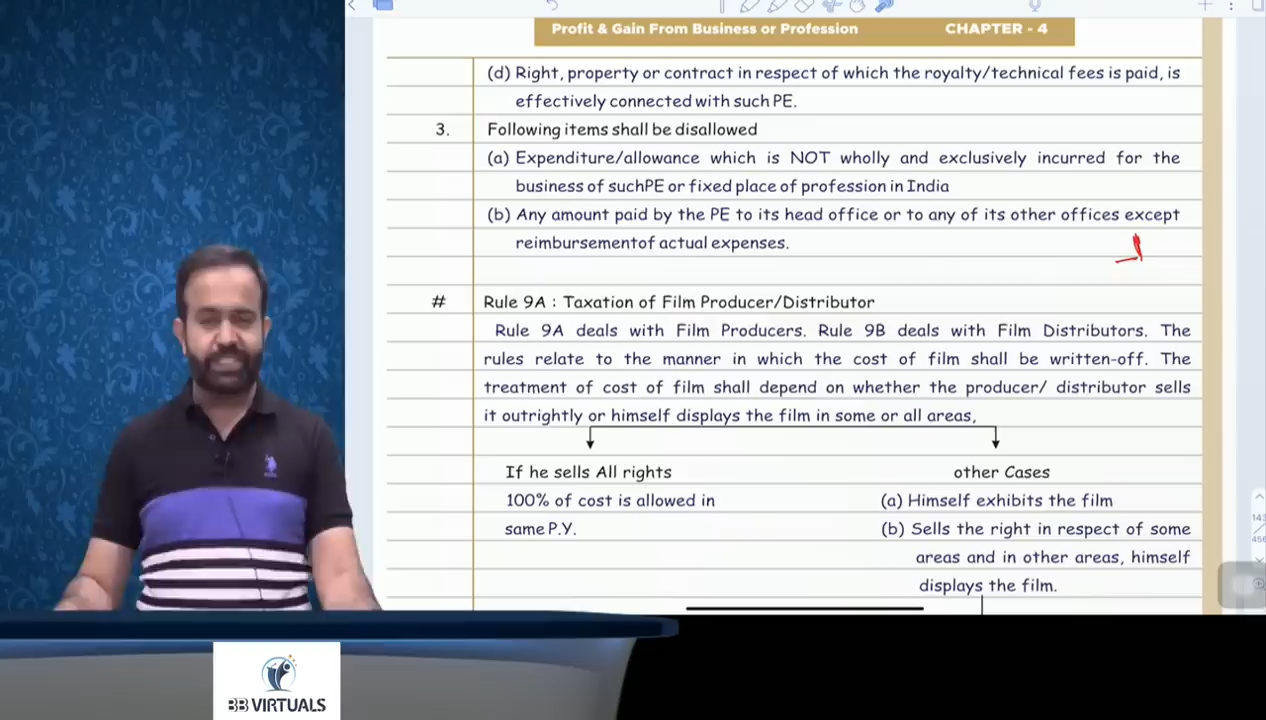 Profit & Gain From Business or Profession CHAPTER - 4
(d) Right, property or contract in respect of which the royalty/technical fees is paid, is
effectively connected with such PE.
3. Following items shall be disallowed
(a) Expenditure/allowance which is NOT wholly and exclusively incurred for the
business of suchPE or fixed place of profession in India
(b) Any amount paid by the PE to its head office or to any of its other offices except
reimbursementof actual expenses.
# Rule 9A : Taxation of Film Producer/Distributor
Rule 9A deals with Film Producers. Rule 9B deals with Film Distributors. The
rules relate to the manner in which the cost of film shall be written-off. The
treatment of cost of film shall depend on whether the producer/ distributor sells
it outrightly or himself displays the film in some or all areas,
If he sells All rights
100% of cost is allowed in
same P.Y.
other Cases
(a) Himself exhibits the film
(b) Sells the right in respect of some
areas and in other areas, himself
displays the film.
143
BB VIRTUALS